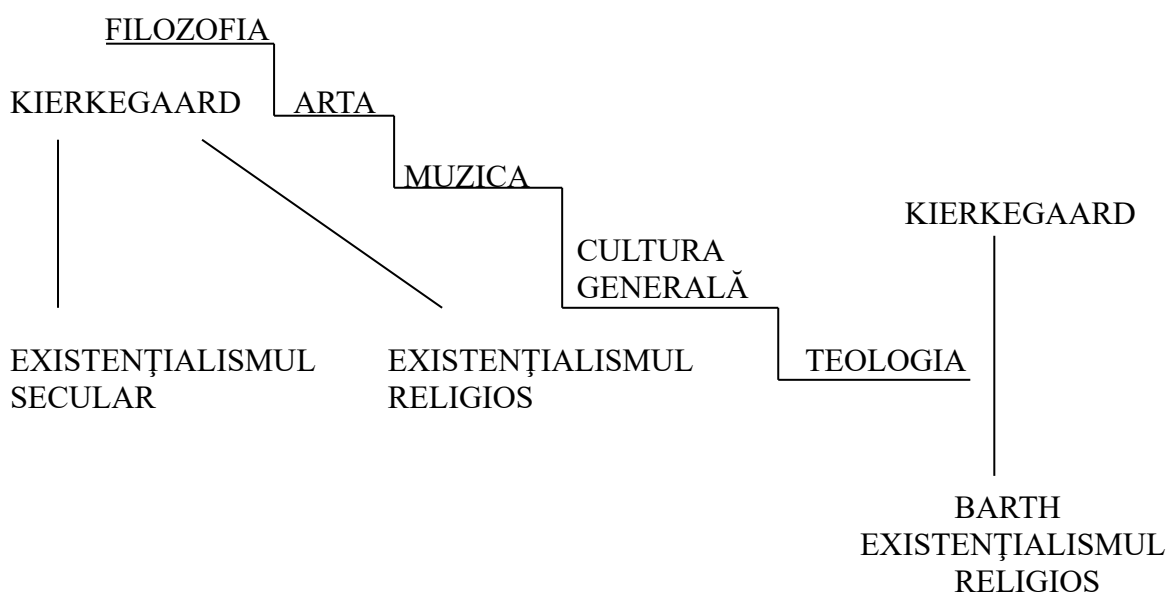 FILOZOFIA
KIERKEGAARD
ARTA
MUZICA
KIERKEGAARD
CULTURA
GENERALĂ
EXISTENŢIALISMUL
SECULAR
EXISTENŢIALISMUL
RELIGIOS
TEOLOGIA
BARTH
EXISTENŢIALISMUL
RELIGIOS